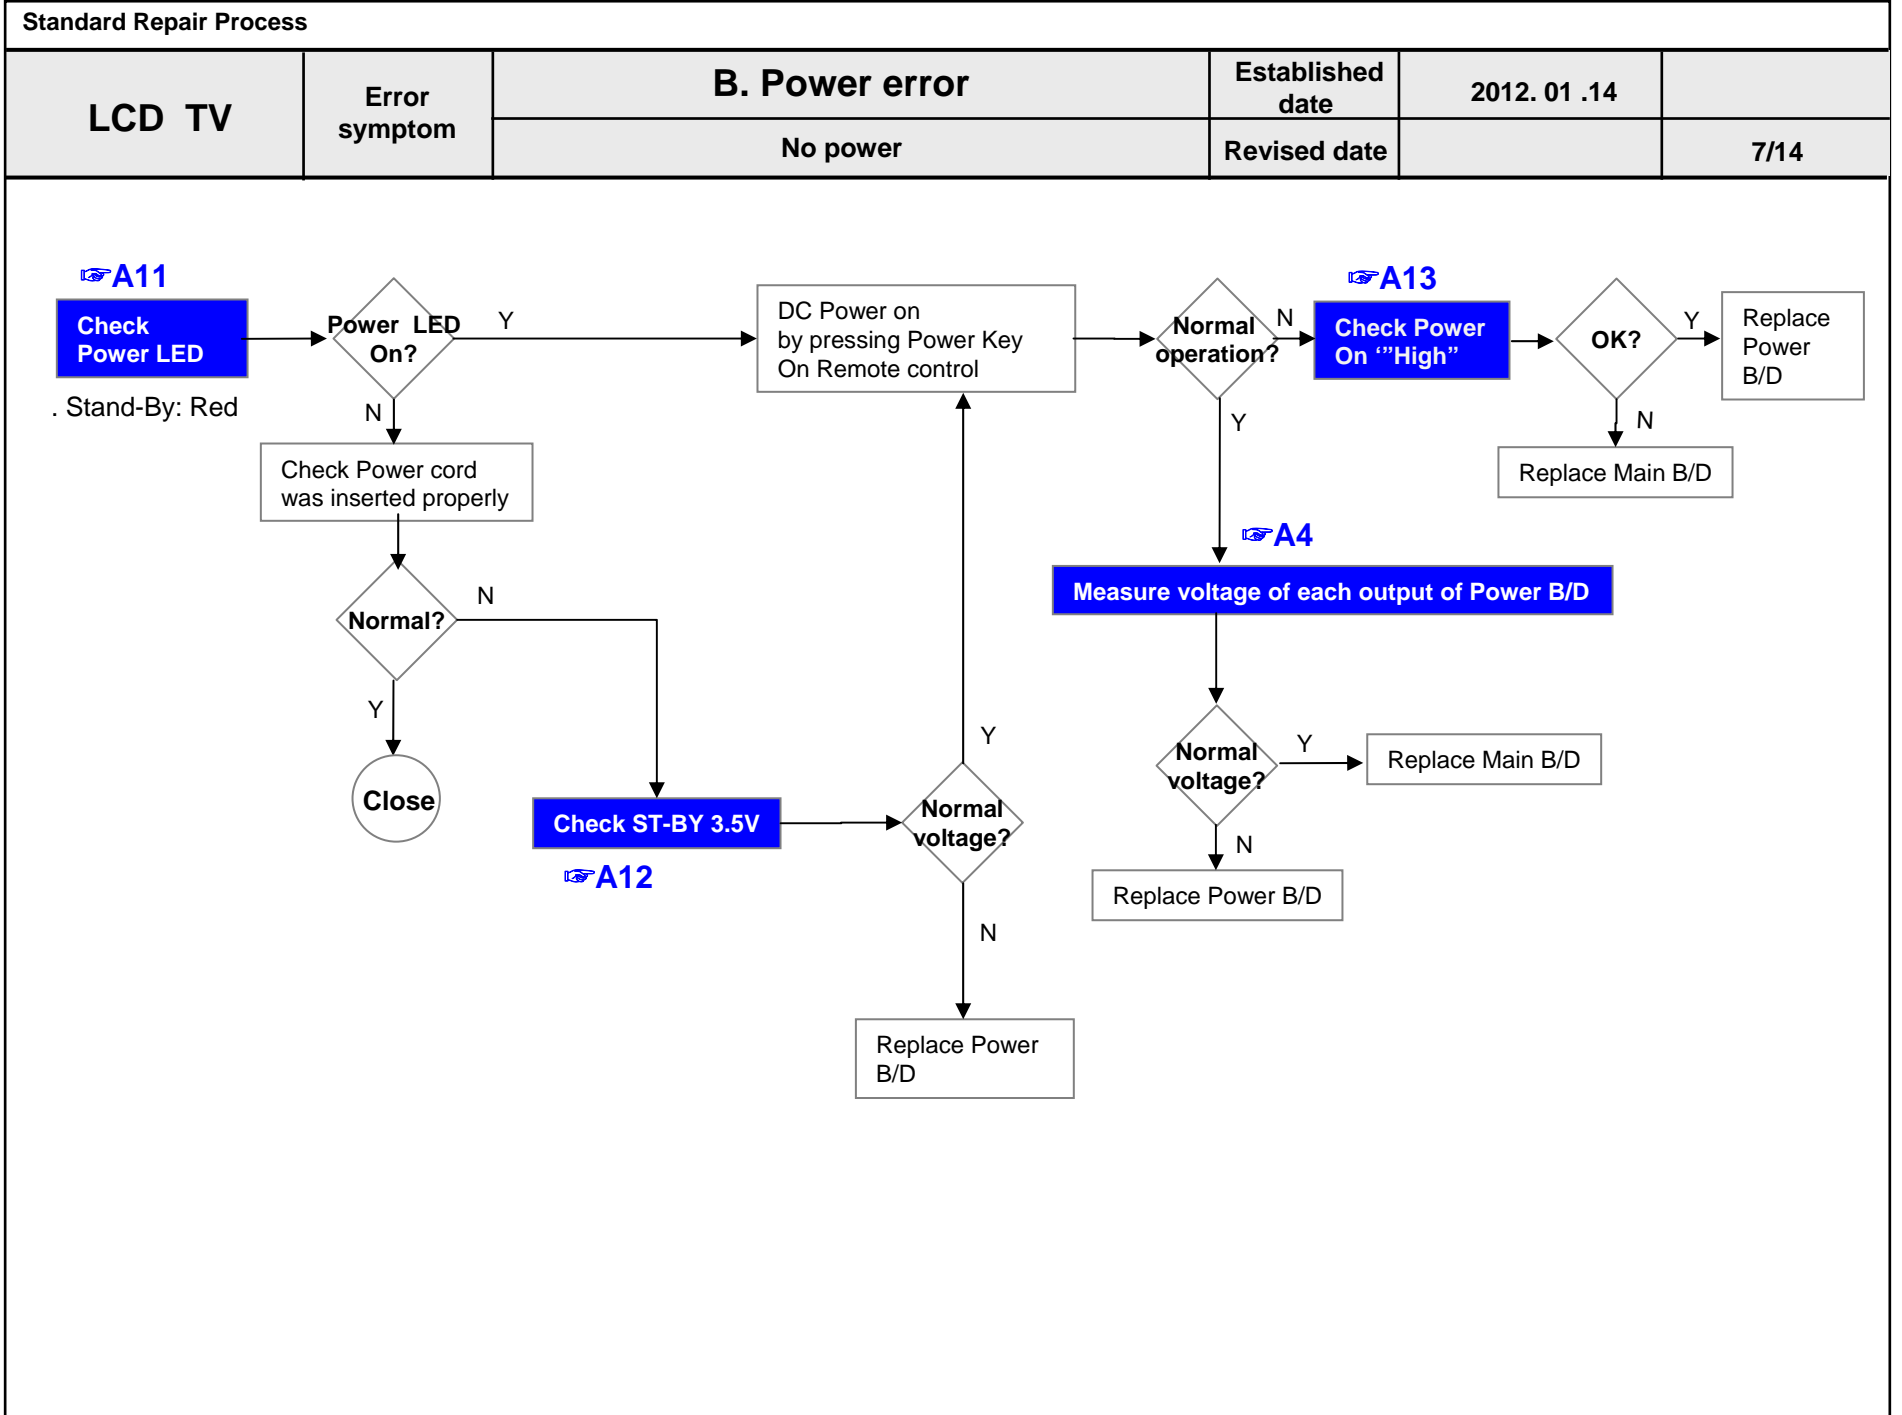 Standard Repair Process
LCD  TV
Error
symptom
B. Power error
No power
Established
date
2012. 01 .14
Revised date
7/14
☞A11
Check
Power LED
. Stand-By: Red
Power  LED
On?
Y
N
Check Power cord
was inserted properly
Normal?
N
Y
Close
Check ST-BY 3.5V
☞A12
Normal
voltage?
Y
N
Replace Power
B/D
DC Power on
by pressing Power Key
On Remote control
Normal
operation?
N
Y
☞A13
Check Power
On ‘”High”
OK?
Y
Replace
Power
B/D
N
Replace Main B/D
☞A4
Measure voltage of each output of Power B/D
Normal
voltage?
Y
Replace Main B/D
N
Replace Power B/D